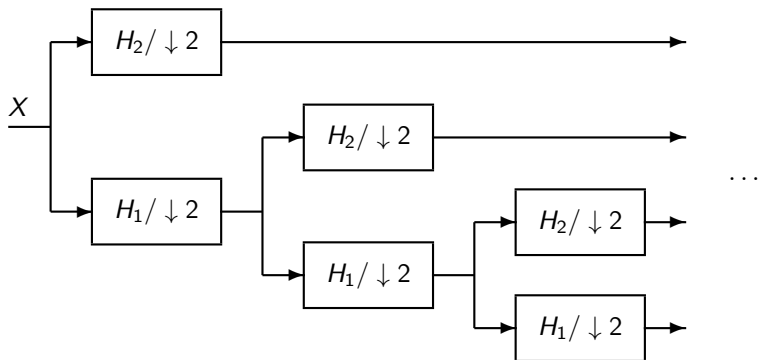 H₂/ ↓ 2
X
H₂/ ↓ 2
H₁/ ↓ 2
...
H₂/ ↓ 2
H₁/ ↓ 2
H₁/ ↓ 2